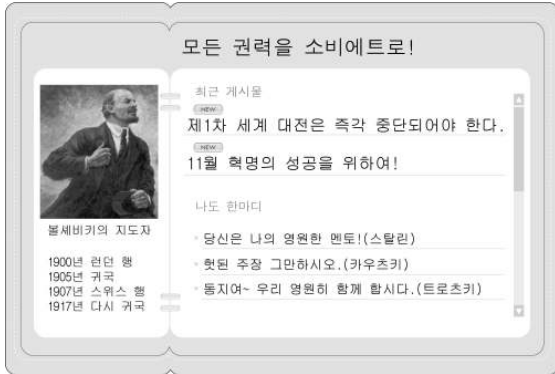 모든 권력을 소비에트로!
볼셰비키의 지도자
1900년 런던 행
1905년 귀국
1907년 스위스 행
1917년 다시 귀국
최근 게시물
NEW
제1차 세계 대전은 즉각 중단되어야 한다.
NEW
11월 혁명의 성공을 위하여!
나도 한마디
당신은 나의 영원한 멘토!(스탈린)
헛된 주장 그만하시오.(카우츠키)
동지여~ 우리 영원히 함께 합시다.(트로츠키)